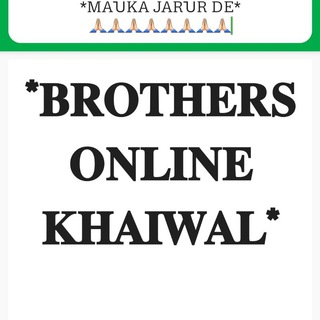 *MAUKA JARUR DE*
🙏🏻🙏🏻🙏🏻🙏🏻🙏🏻🙏🏻🙏🏻🙏🏻
*BROTHERS
ONLINE
KHAIWAL*